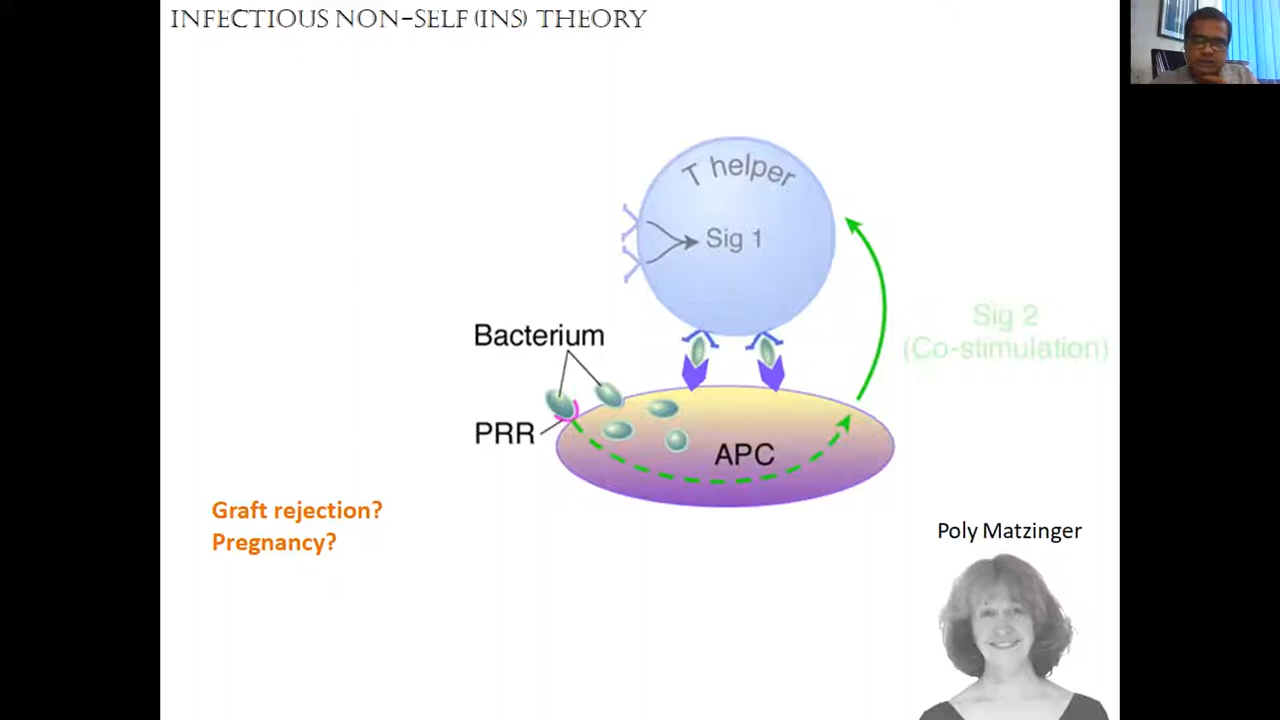 INFECTIOUS NON-SELF (INS) THEORY
T helper
Sig 1
Sig 2
(Co-stimulation)
Bacterium
PRR
APC
Graft rejection?
Pregnancy?
Poly Matzinger